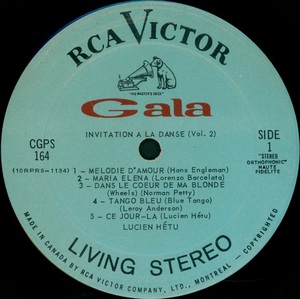 RCA VICTOR
"HIS MASTER'S VOICE"
Gala
INVITATION A LA DANSE (Vol. 2)
CGPS
164
SIDE
1
(10RPRS-1134)
"STEREO
ORTHOPHONIC"
HAUTE
FIDELITE
1 - MELODIE D'AMOUR (Hans Engleman)
2 - MARIA ELENA (Lorenzo Barcelata)
3 - DANS LE COEUR DE MA BLONDE
(Wheels) (Norman Petty)
4 - TANGO BLEU (Blue Tango)
(Leroy Anderson)
5 - CE JOUR-LA (Lucien Hétu)
LUCIEN HÉTU
LIVING STEREO
MADE IN CANADA BY RCA VICTOR COMPANY, LTD., MONTREAL - COPYRIGHTED